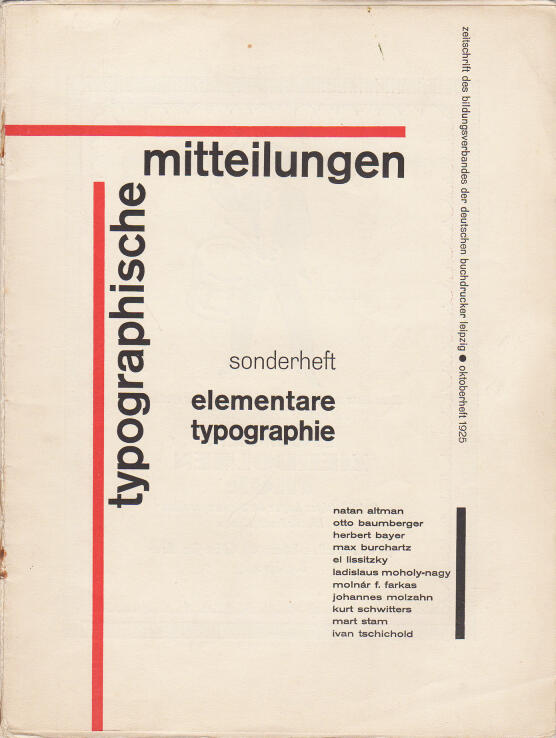 typographische
mitteilungen
zeitschrift des bildungsverbandes der deutschen buchdrucker leipzig ● oktoberheft 1925
sonderheft
elementare
typographie
natan altman
otto baumberger
herbert bayer
max burchartz
el lissitzky
ladislaus moholy-nagy
molnár f. farkas
johannes molzahn
kurt schwitters
mart stam
ivan tschichold